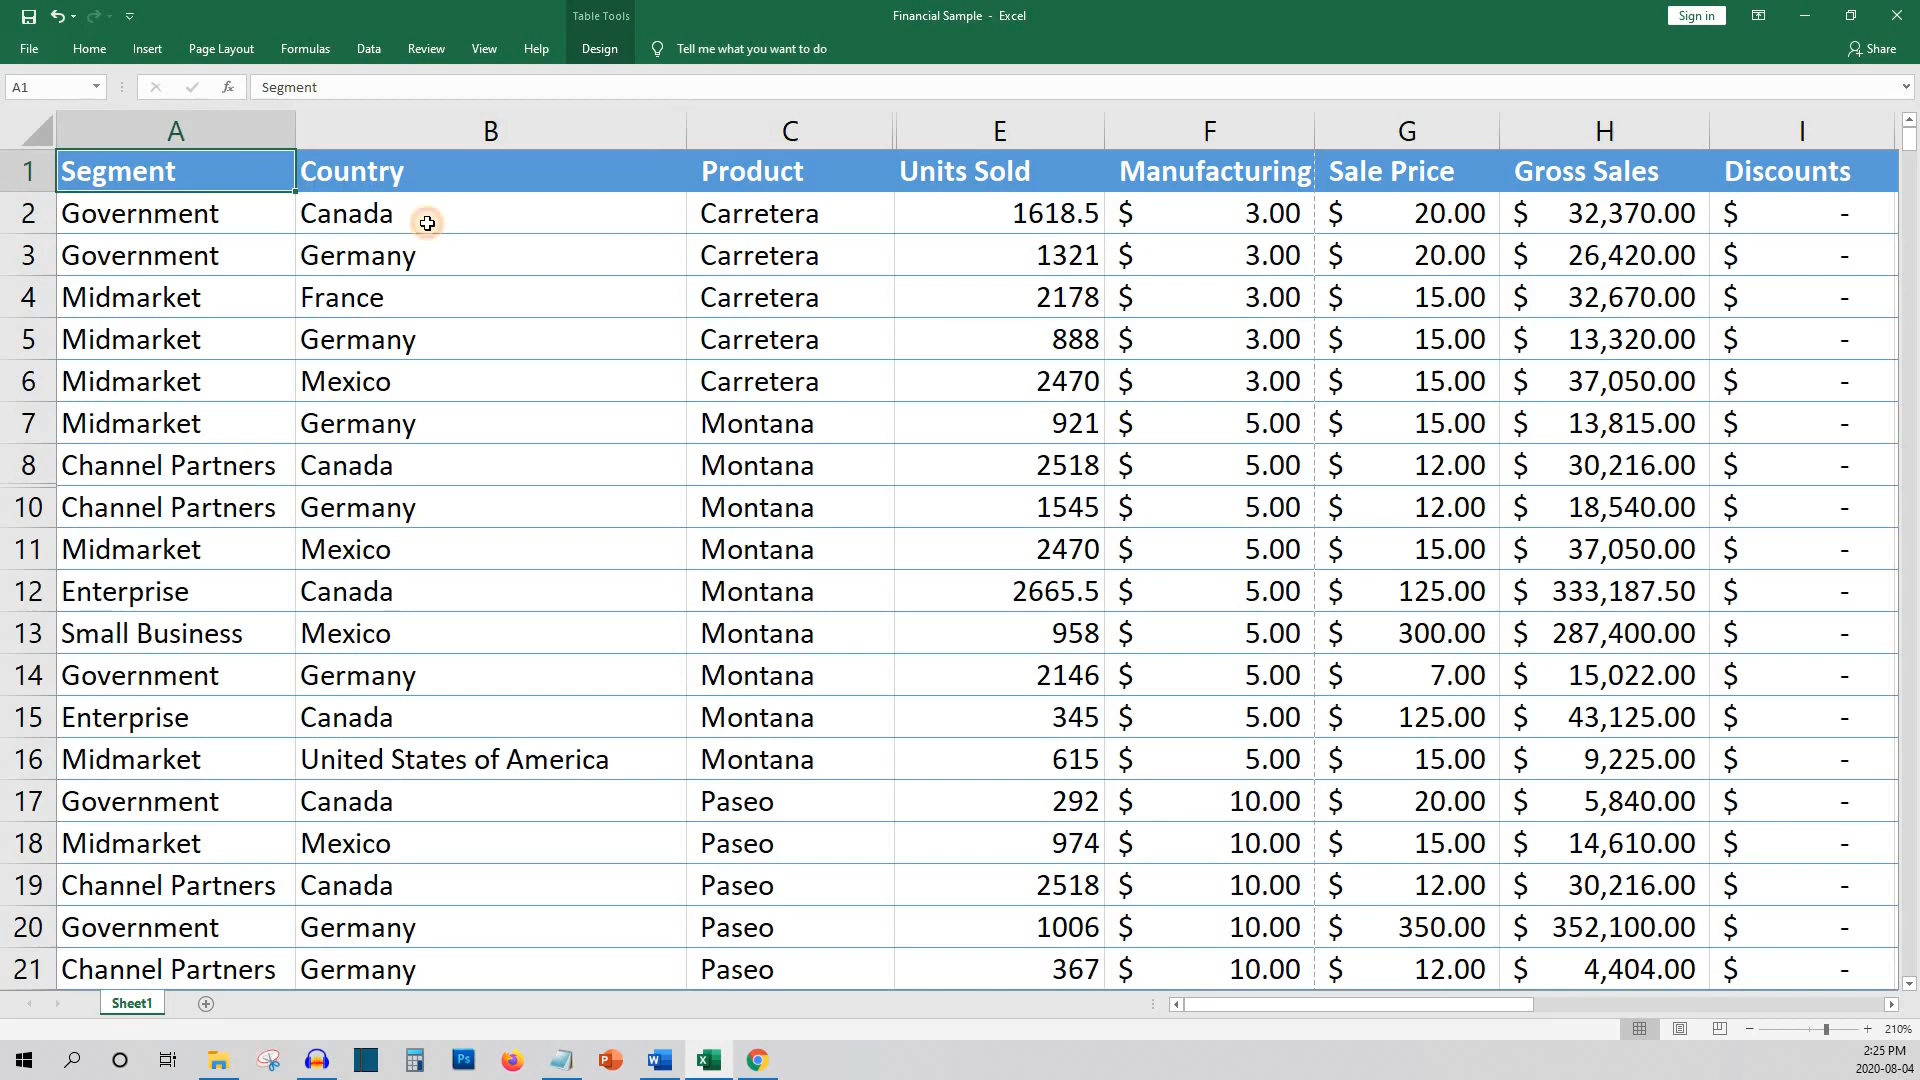 Table Tools
Financial Sample - Excel
Sign in
File Home Insert Page Layout Formulas Data Review View Help Design Tell me what you want to do Share
A1 fx Segment
A B C E F G H I
1 Segment Country Product Units Sold Manufacturing Sale Price Gross Sales Discounts
2 Government Canada Carretera 1618.5 $ 3.00 $ 20.00 $ 32,370.00 $ -
3 Government Germany Carretera 1321 $ 3.00 $ 20.00 $ 26,420.00 $ -
4 Midmarket France Carretera 2178 $ 3.00 $ 15.00 $ 32,670.00 $ -
5 Midmarket Germany Carretera 888 $ 3.00 $ 15.00 $ 13,320.00 $ -
6 Midmarket Mexico Carretera 2470 $ 3.00 $ 15.00 $ 37,050.00 $ -
7 Midmarket Germany Montana 921 $ 5.00 $ 15.00 $ 13,815.00 $ -
8 Channel Partners Canada Montana 2518 $ 5.00 $ 12.00 $ 30,216.00 $ -
10 Channel Partners Germany Montana 1545 $ 5.00 $ 12.00 $ 18,540.00 $ -
11 Midmarket Mexico Montana 2470 $ 5.00 $ 15.00 $ 37,050.00 $ -
12 Enterprise Canada Montana 2665.5 $ 5.00 $ 125.00 $ 333,187.50 $ -
13 Small Business Mexico Montana 958 $ 5.00 $ 300.00 $ 287,400.00 $ -
14 Government Germany Montana 2146 $ 5.00 $ 7.00 $ 15,022.00 $ -
15 Enterprise Canada Montana 345 $ 5.00 $ 125.00 $ 43,125.00 $ -
16 Midmarket United States of America Montana 615 $ 5.00 $ 15.00 $ 9,225.00 $ -
17 Government Canada Paseo 292 $ 10.00 $ 20.00 $ 5,840.00 $ -
18 Midmarket Mexico Paseo 974 $ 10.00 $ 15.00 $ 14,610.00 $ -
19 Channel Partners Canada Paseo 2518 $ 10.00 $ 12.00 $ 30,216.00 $ -
20 Government Germany Paseo 1006 $ 10.00 $ 350.00 $ 352,100.00 $ -
21 Channel Partners Germany Paseo 367 $ 10.00 $ 12.00 $ 4,404.00 $ -
Sheet1
210%
Ps
2:25 PM
2020-08-04